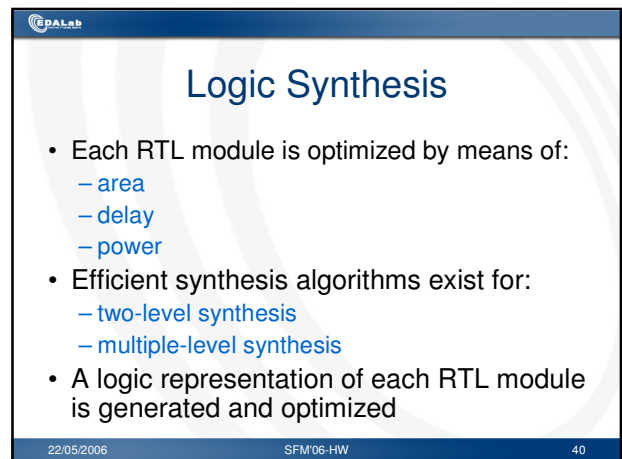 EDALab
Logic Synthesis
• Each RTL module is optimized by means of:
– area
– delay
– power
• Efficient synthesis algorithms exist for:
– two-level synthesis
– multiple-level synthesis
• A logic representation of each RTL module
is generated and optimized
22/05/2006 SFM'06-HW 40